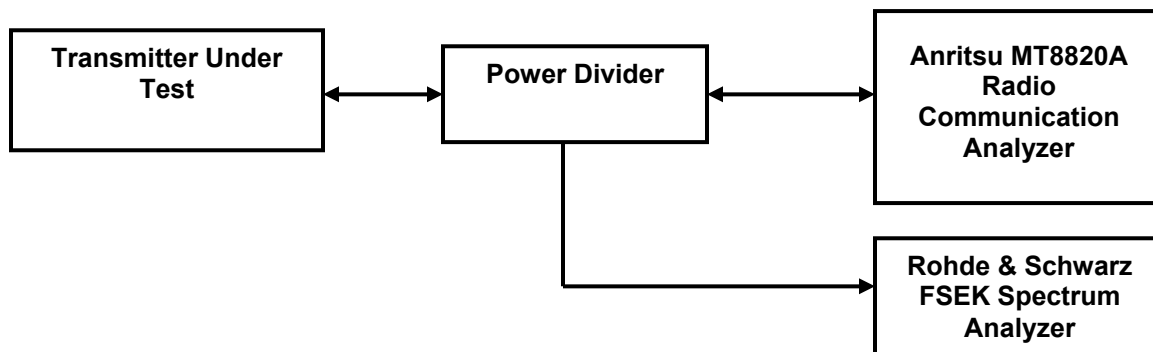 Transmitter Under
Test
Power Divider
Anritsu MT8820A
Radio
Communication
Analyzer
Rohde & Schwarz
FSEK Spectrum
Analyzer